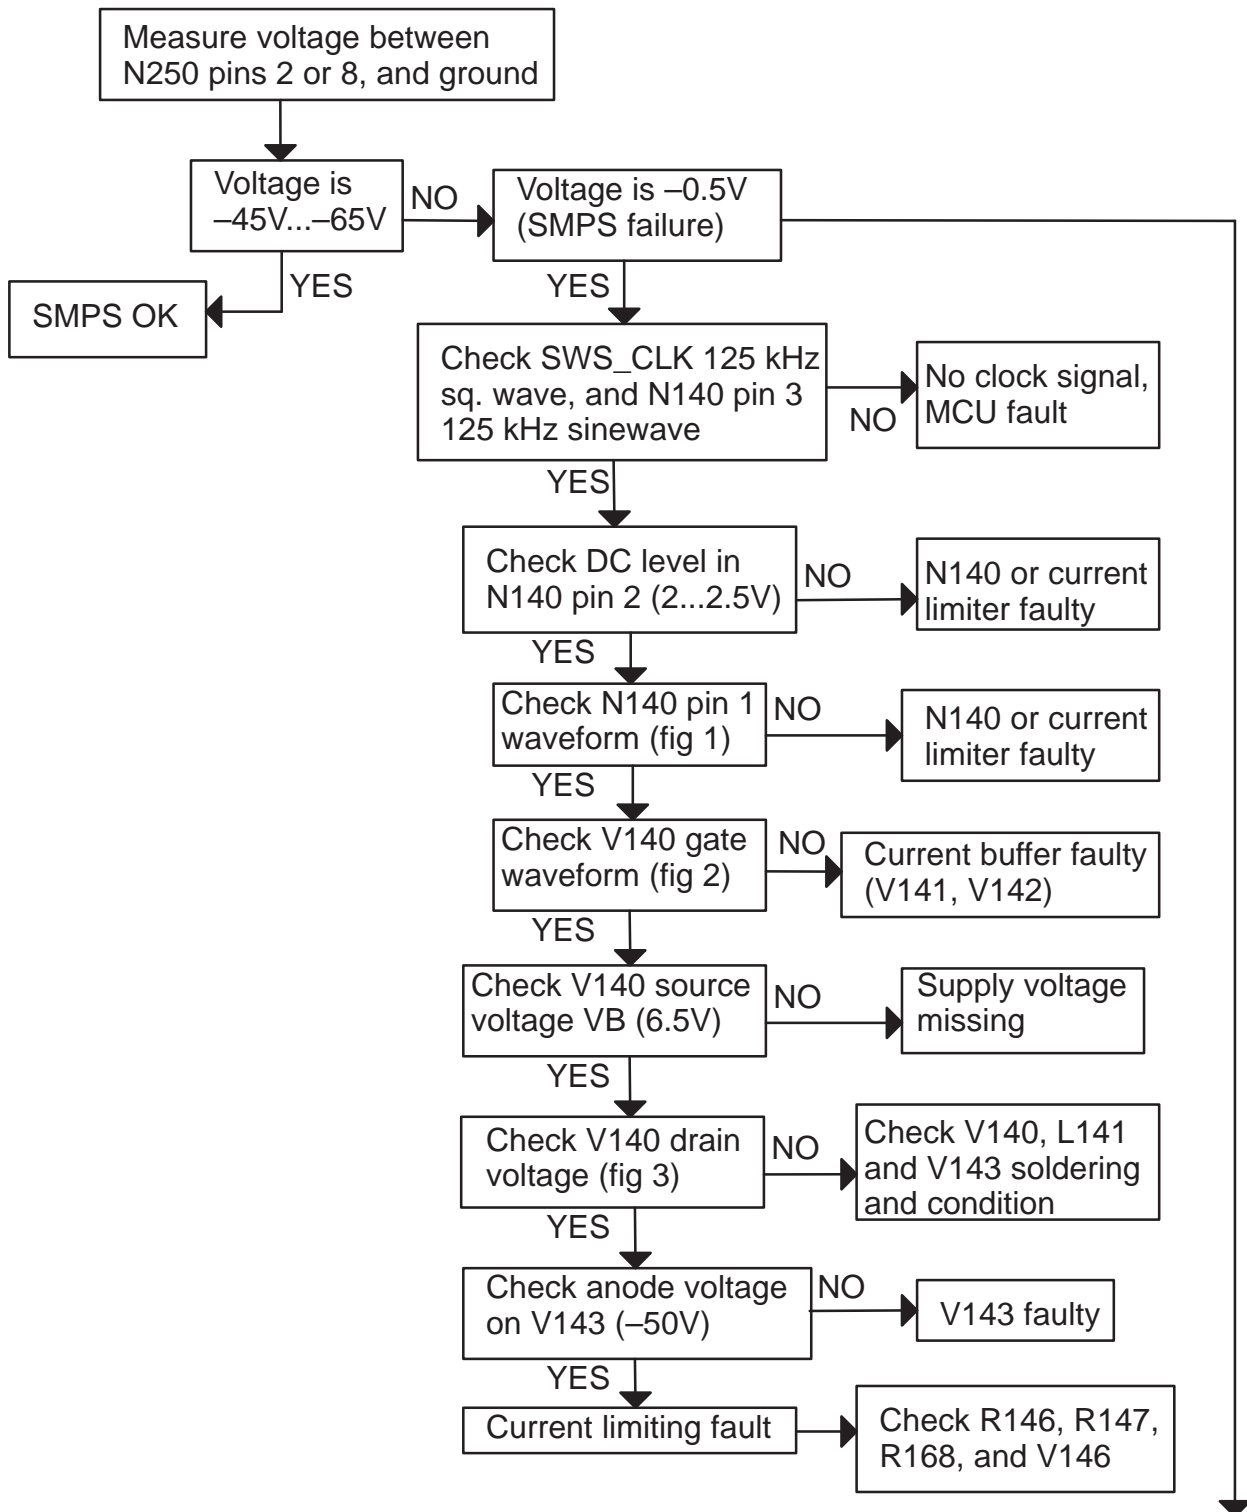 Measure voltage between
N250 pins 2 or 8, and ground
Voltage is
–45V...–65V
NO
Voltage is –0.5V
(SMPS failure)
YES
SMPS OK
YES
Check SWS_CLK 125 kHz
sq. wave, and N140 pin 3
125 kHz sinewave
NO
No clock signal,
MCU fault
YES
Check DC level in
N140 pin 2 (2...2.5V)
NO
N140 or current
limiter faulty
YES
Check N140 pin 1
waveform (fig 1)
NO
N140 or current
limiter faulty
YES
Check V140 gate
waveform (fig 2)
NO
Current buffer faulty
(V141, V142)
YES
Check V140 source
voltage VB (6.5V)
NO
Supply voltage
missing
YES
Check V140 drain
voltage (fig 3)
NO
Check V140, L141
and V143 soldering
and condition
YES
Check anode voltage
on V143 (–50V)
NO
V143 faulty
YES
Current limiting fault
Check R146, R147,
R168, and V146